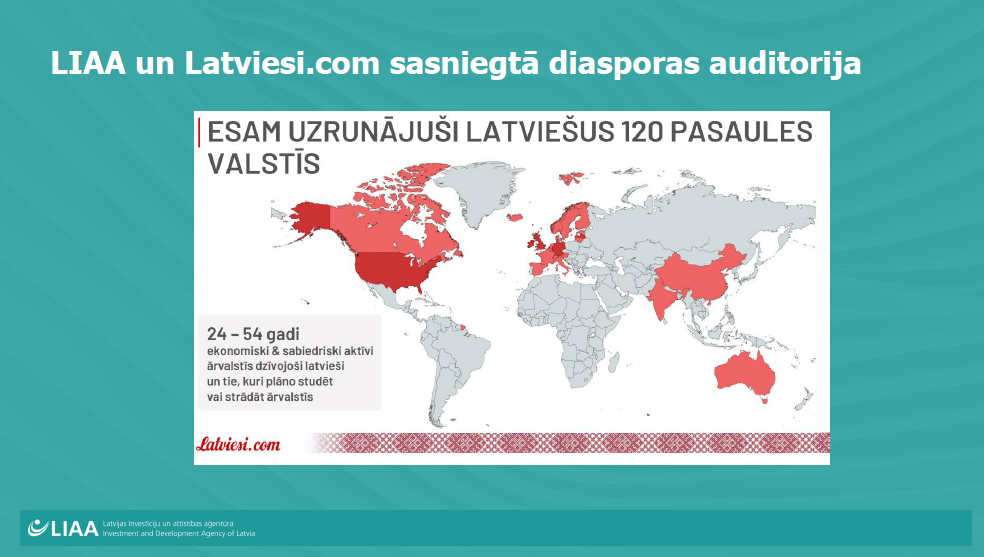 LIAA un Latviesi.com sasniegtā diasporas auditorija
ESAM UZRUNĀJUŠI LATVIEŠUS 120 PASAULES
VALSTĪS
24 – 54 gadi
ekonomiski & sabiedriski aktīvi
ārvalstīs dzīvojoši latvieši
un tie, kuri plāno studēt
vai strādāt ārvalstīs
Latviesi.com
LIAA
Latvijas Investīciju un attīstības aģentūra
Investment and Development Agency of Latvia